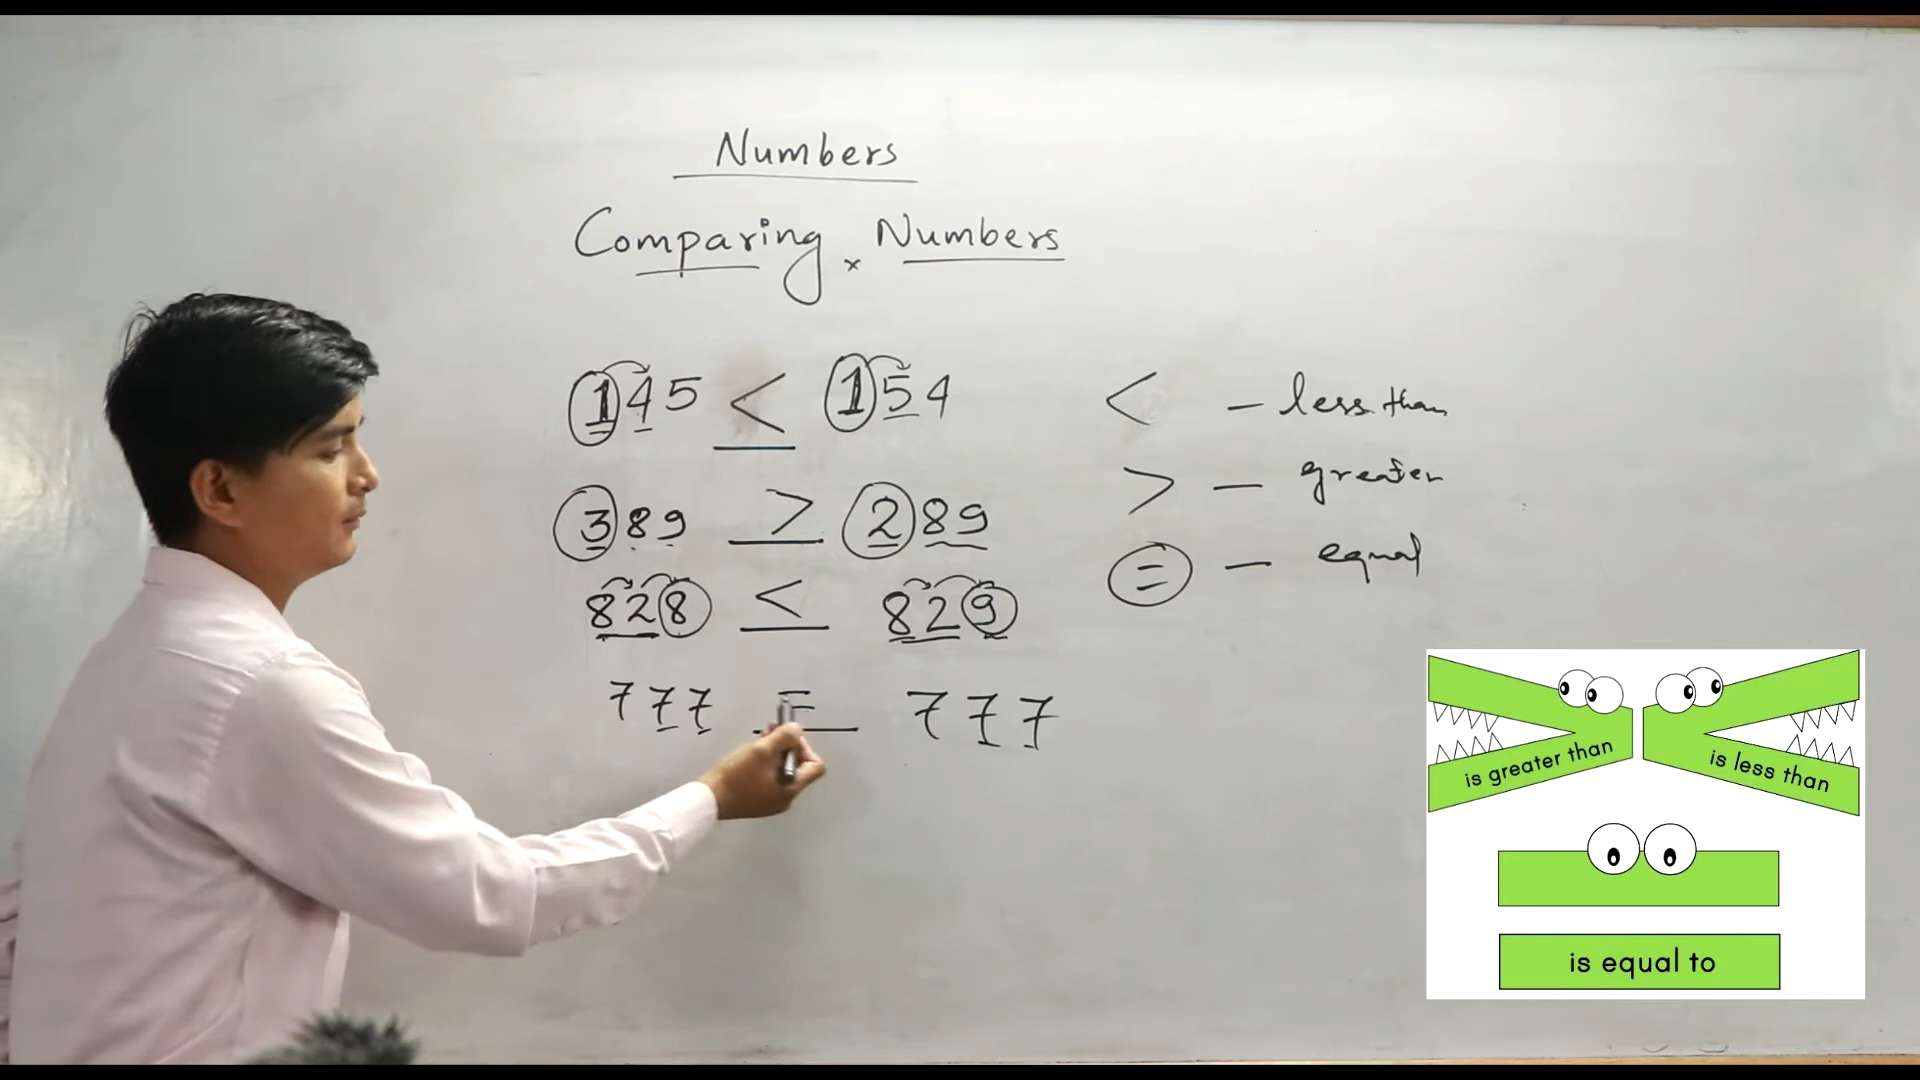 Numbers
Comparing Numbers
145 < 154
389 > 289
828 < 829
777 = 777
< - less than
> - greater
= - equal
is greater than
is less than
is equal to